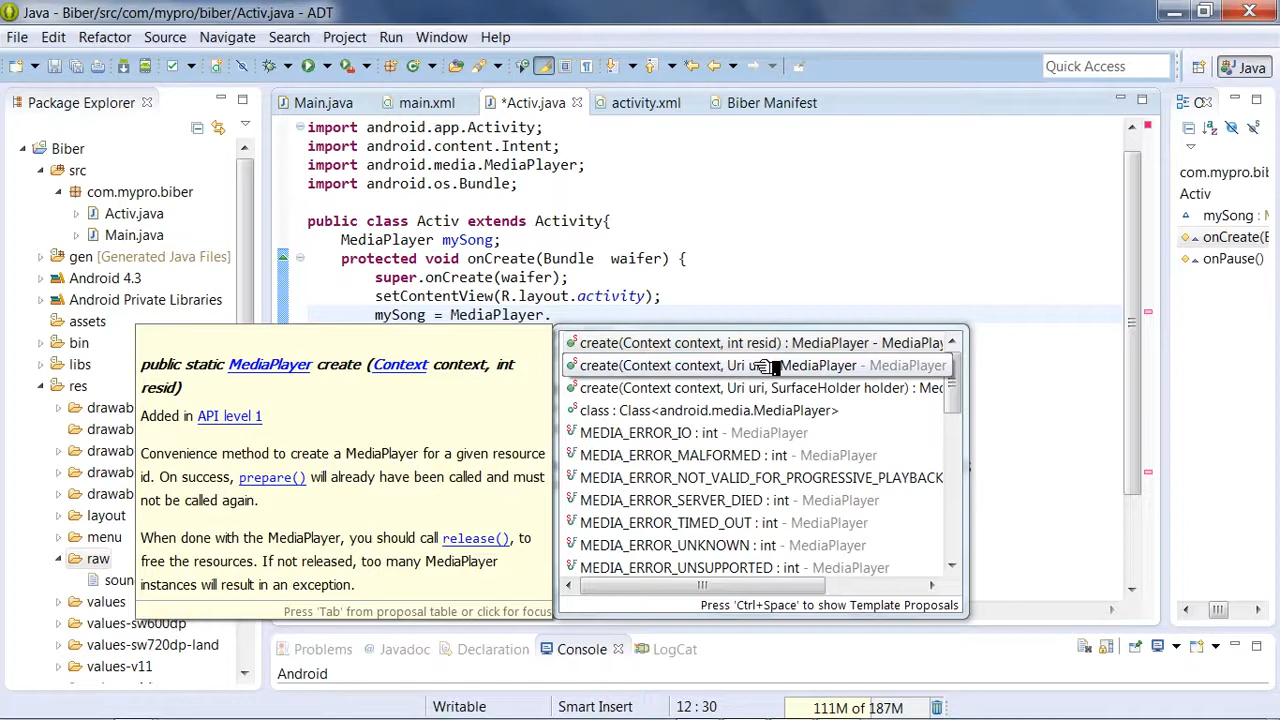 Java - Biber/src/com/mypro/biber/Activ.java - ADT
File Edit Refactor Source Navigate Search Project Run Window Help
Quick Access
Java
Package Explorer
Main.java
main.xml
*Activ.java
activity.xml
Biber Manifest
Biber
src
com.mypro.biber
Activ.java
Main.java
gen [Generated Java Files]
Android 4.3
Android Private Libraries
assets
bin
libs
res
drawab
drawab
drawab
drawab
drawab
layout
menu
raw
soun
values
values-sw600dp
values-sw720dp-land
values-v11
import android.app.Activity;
import android.content.Intent;
import android.media.MediaPlayer;
import android.os.Bundle;
public class Activ extends Activity{
MediaPlayer mySong;
protected void onCreate(Bundle waifer) {
super.onCreate(waifer);
setContentView(R.layout.activity);
mySong = MediaPlayer.
public static MediaPlayer create (Context context, int
resid)
Added in API level 1
Convenience method to create a MediaPlayer for a given resource
id. On success, prepare() will already have been called and must
not be called again.
When done with the MediaPlayer, you should call release(), to
free the resources. If not released, too many MediaPlayer
instances will result in an exception.
Press 'Tab' from proposal table or click for focus
create(Context context, int resid) : MediaPlayer - MediaPlay
create(Context context, Uri MediaPlayer - MediaPlayer
create(Context context, Uri uri, SurfaceHolder holder) : Med
class : Class<android.media.MediaPlayer>
MEDIA_ERROR_IO : int - MediaPlayer
MEDIA_ERROR_MALFORMED : int - MediaPlayer
MEDIA_ERROR_NOT_VALID_FOR_PROGRESSIVE_PLAYBACK
MEDIA_ERROR_SERVER_DIED : int - MediaPlayer
MEDIA_ERROR_TIMED_OUT : int - MediaPlayer
MEDIA_ERROR_UNKNOWN : int - MediaPlayer
MEDIA_ERROR_UNSUPPORTED : int - MediaPlayer
Press 'Ctrl+Space' to show Template Proposals
com.mypro.bibe
Activ
mySong : M
onCreate(B
onPause()
Problems
Javadoc
Declaration
Console
LogCat
Android
Writable
Smart Insert
12 : 30
111M of 187M